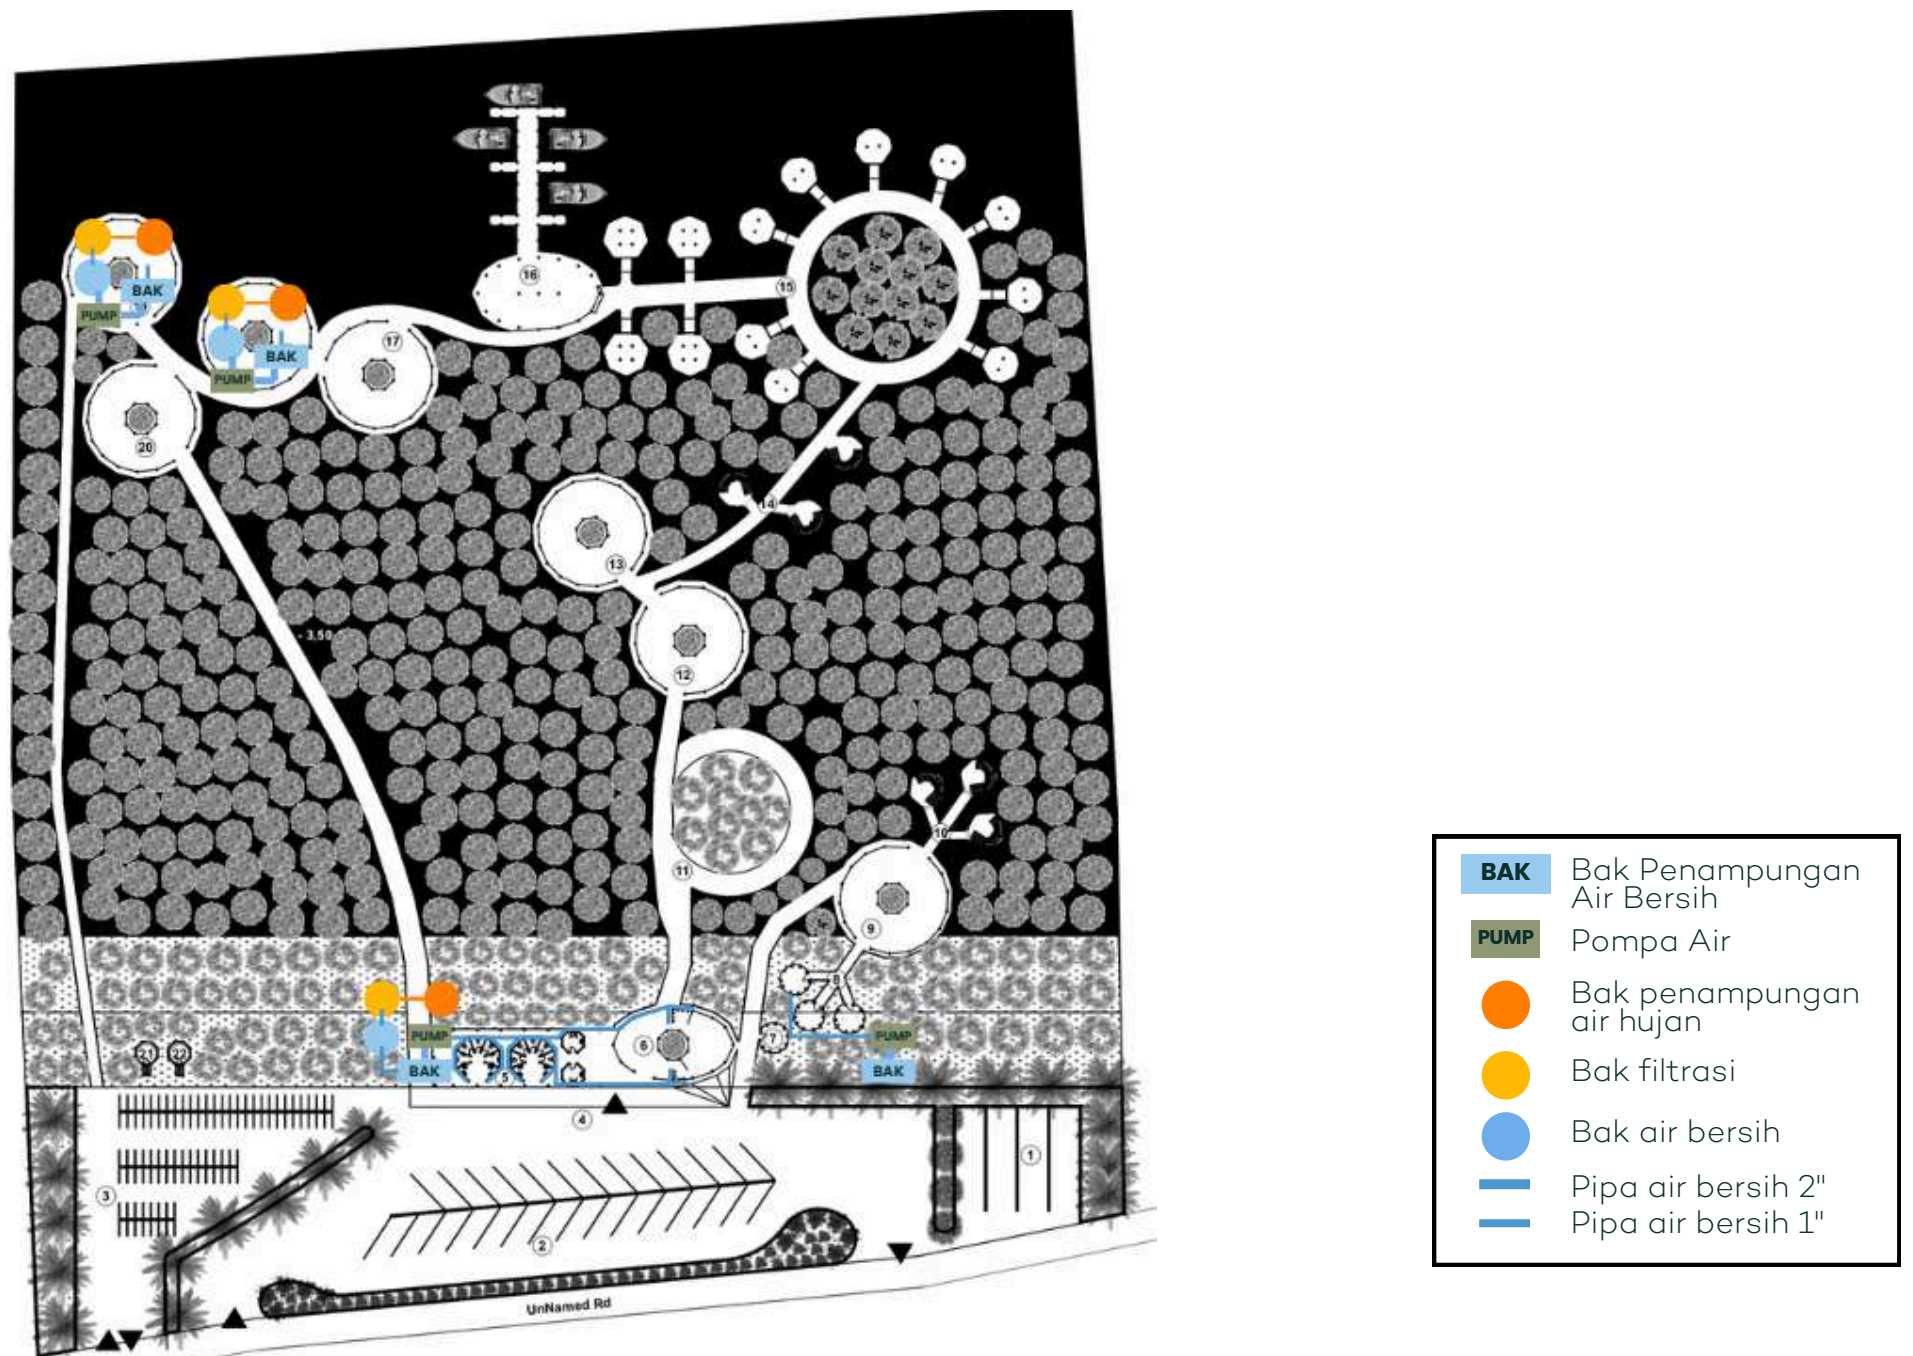 16
15
BAK
PUMP
17
BAK
PUMP
20
14
13
- 3.50
12
10
11
9
8
21
22
PUMP
BAK
5
6
7
PUMP
BAK
4
3
2
1
UnNamed Rd
BAK
Bak Penampungan
Air Bersih
PUMP
Pompa Air
Bak penampungan
air hujan
Bak filtrasi
Bak air bersih
Pipa air bersih 2"
Pipa air bersih 1"